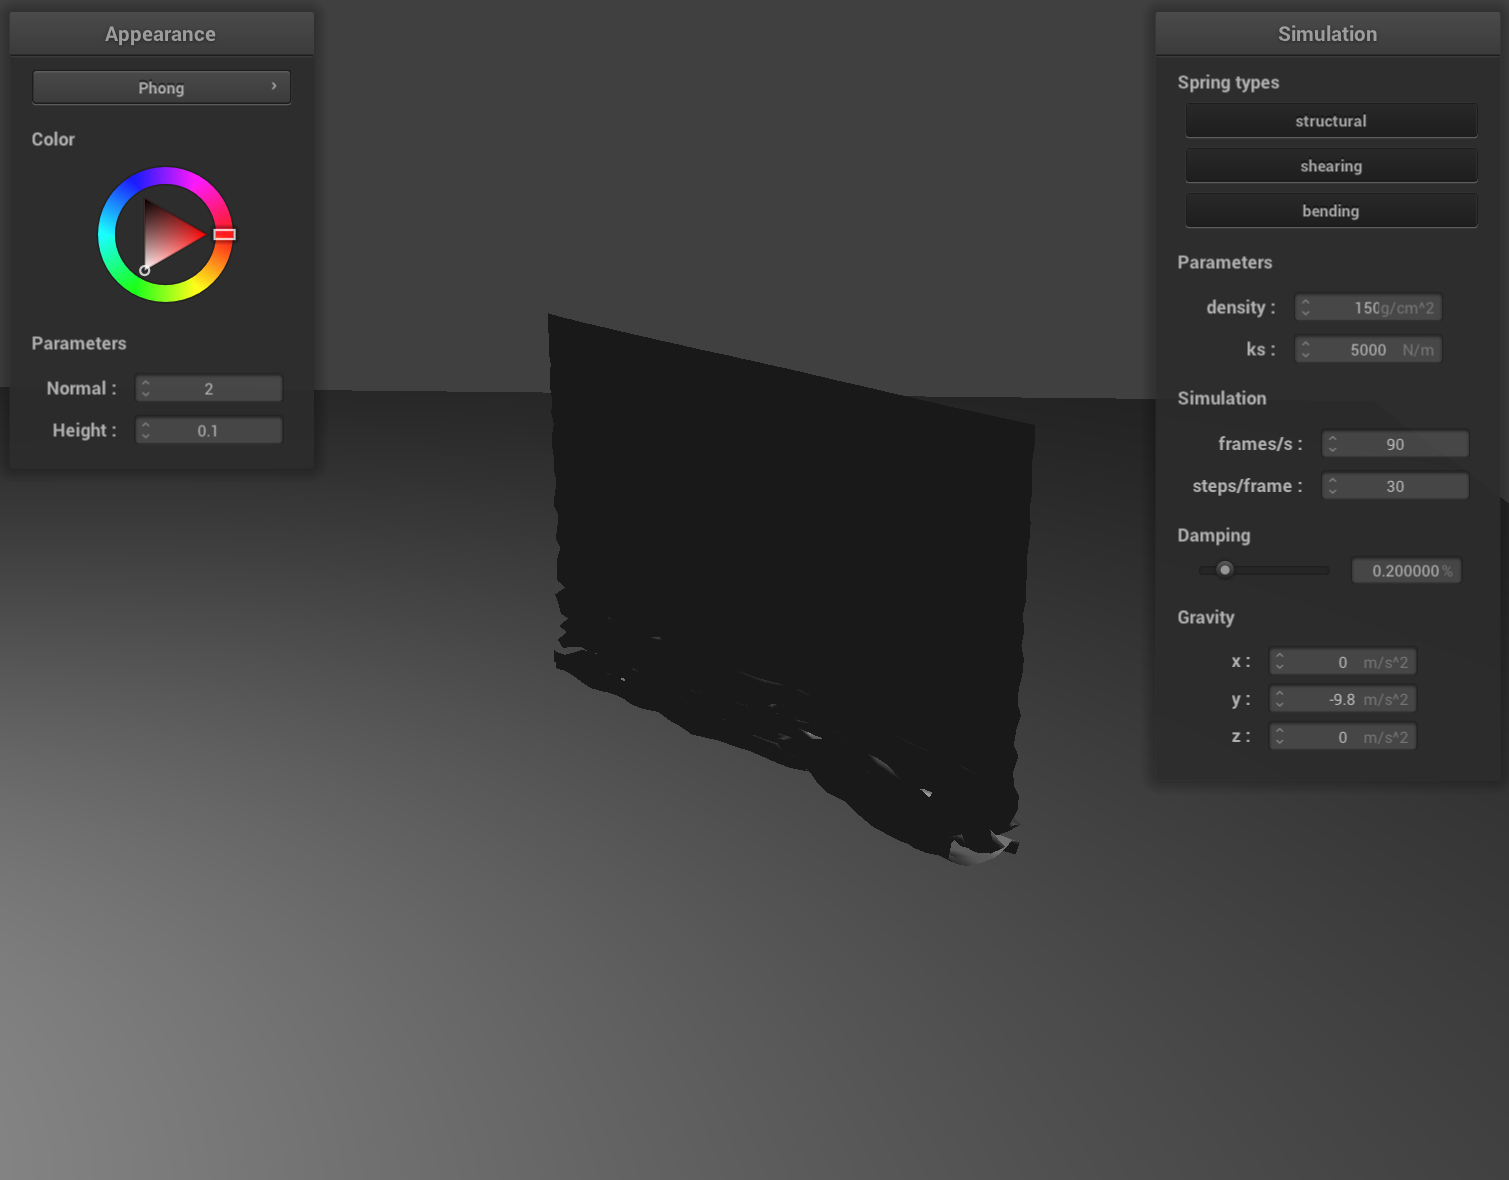 Appearance
Phong
Color
Parameters
Normal : 2
Height : 0.1
Simulation
Spring types
structural
shearing
bending
Parameters
density : 150g/cm^2
ks : 5000 N/m
Simulation
frames/s : 90
steps/frame : 30
Damping
0.200000 %
Gravity
x : 0 m/s^2
y : -9.8 m/s^2
z : 0 m/s^2